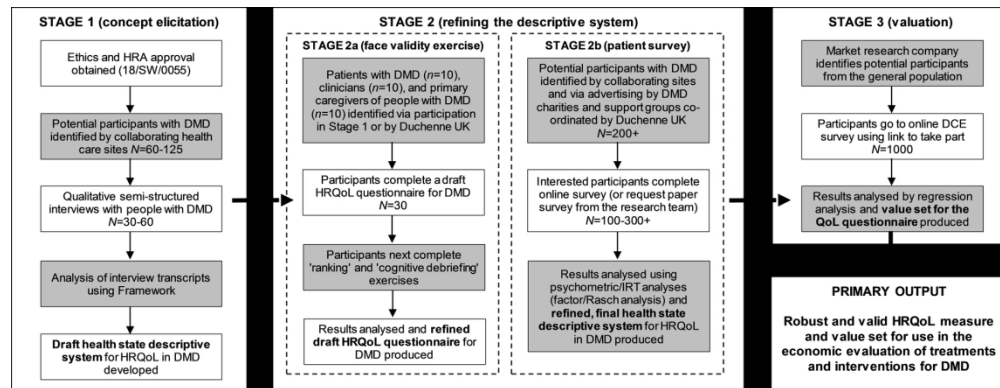 STAGE 1 (concept elicitation)
Ethics and HRA approval
obtained (18/SW/0055)
Potential participants with DMD
identified by collaborating health
care sites N=60-125
Qualitative semi-structured
interviews with people with DMD
N=30-60
Analysis of interview transcripts
using Framework
Draft health state descriptive
system for HRQoL in DMD
developed
STAGE 2 (refining the descriptive system)
STAGE 2a (face validity exercise)
Patients with DMD (n=10),
clinicians (n=10), and primary
caregivers of people with DMD
(n=10) identified via participation
in Stage 1 or by Duchenne UK
Participants complete a draft
HRQoL questionnaire for DMD
N=30
Participants next complete
'ranking' and 'cognitive debriefing'
exercises
Results analysed and refined
draft HRQoL questionnaire for
DMD produced
STAGE 2b (patient survey)
Potential participants with DMD
identified by collaborating sites
and via advertising by DMD
charities and support groups co-
ordinated by Duchenne UK
N=200+
Interested participants complete
online survey (or request paper
survey from the research team)
N=100-300+
Results analysed using
psychometric/IRT analyses
(factor/Rasch analysis) and
refined, final health state
descriptive system for HRQoL
in DMD produced
STAGE 3 (valuation)
Market research company
identifies potential participants
from the general population
Participants go to online DCE
survey using link to take part
N=1000
Results analysed by regression
analysis and value set for the
QoL questionnaire produced
PRIMARY OUTPUT
Robust and valid HRQoL measure
and value set for use in the
economic evaluation of treatments
and interventions for DMD